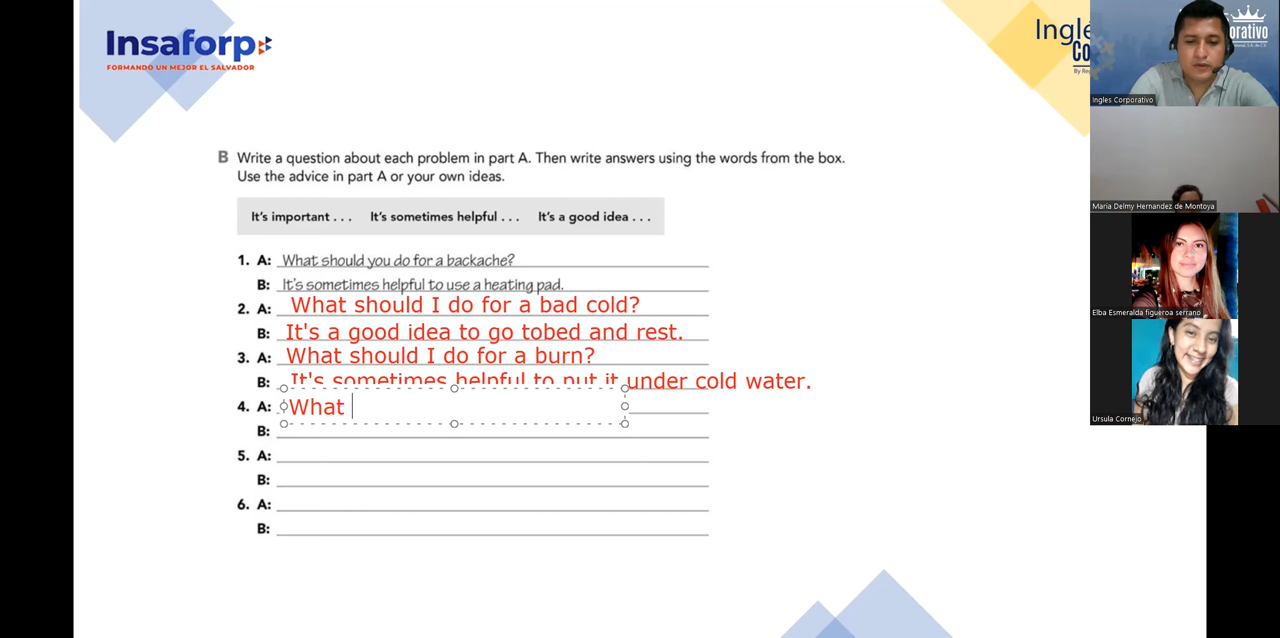 Insaforp
FORMANDO UN MEJOR EL SALVADOR
B Write a question about each problem in part A. Then write answers using the words from the box.
Use the advice in part A or your own ideas.
It's important . . . It's sometimes helpful . . . It's a good idea . . .
1. A: What should you do for a backache?
B: It's sometimes helpful to use a heating pad.
2. A: What should I do for a bad cold?
B: It's a good idea to go tobed and rest.
3. A: What should I do for a burn?
B: It's sometimes helpful to put it under cold water.
4. A: What
B:
5. A:
B:
6. A:
B:
Ingles Corporativo
Maria Delmy Hernandez de Montoya
Elba Esmeralda figueroa serrano
Ursula Cornejo